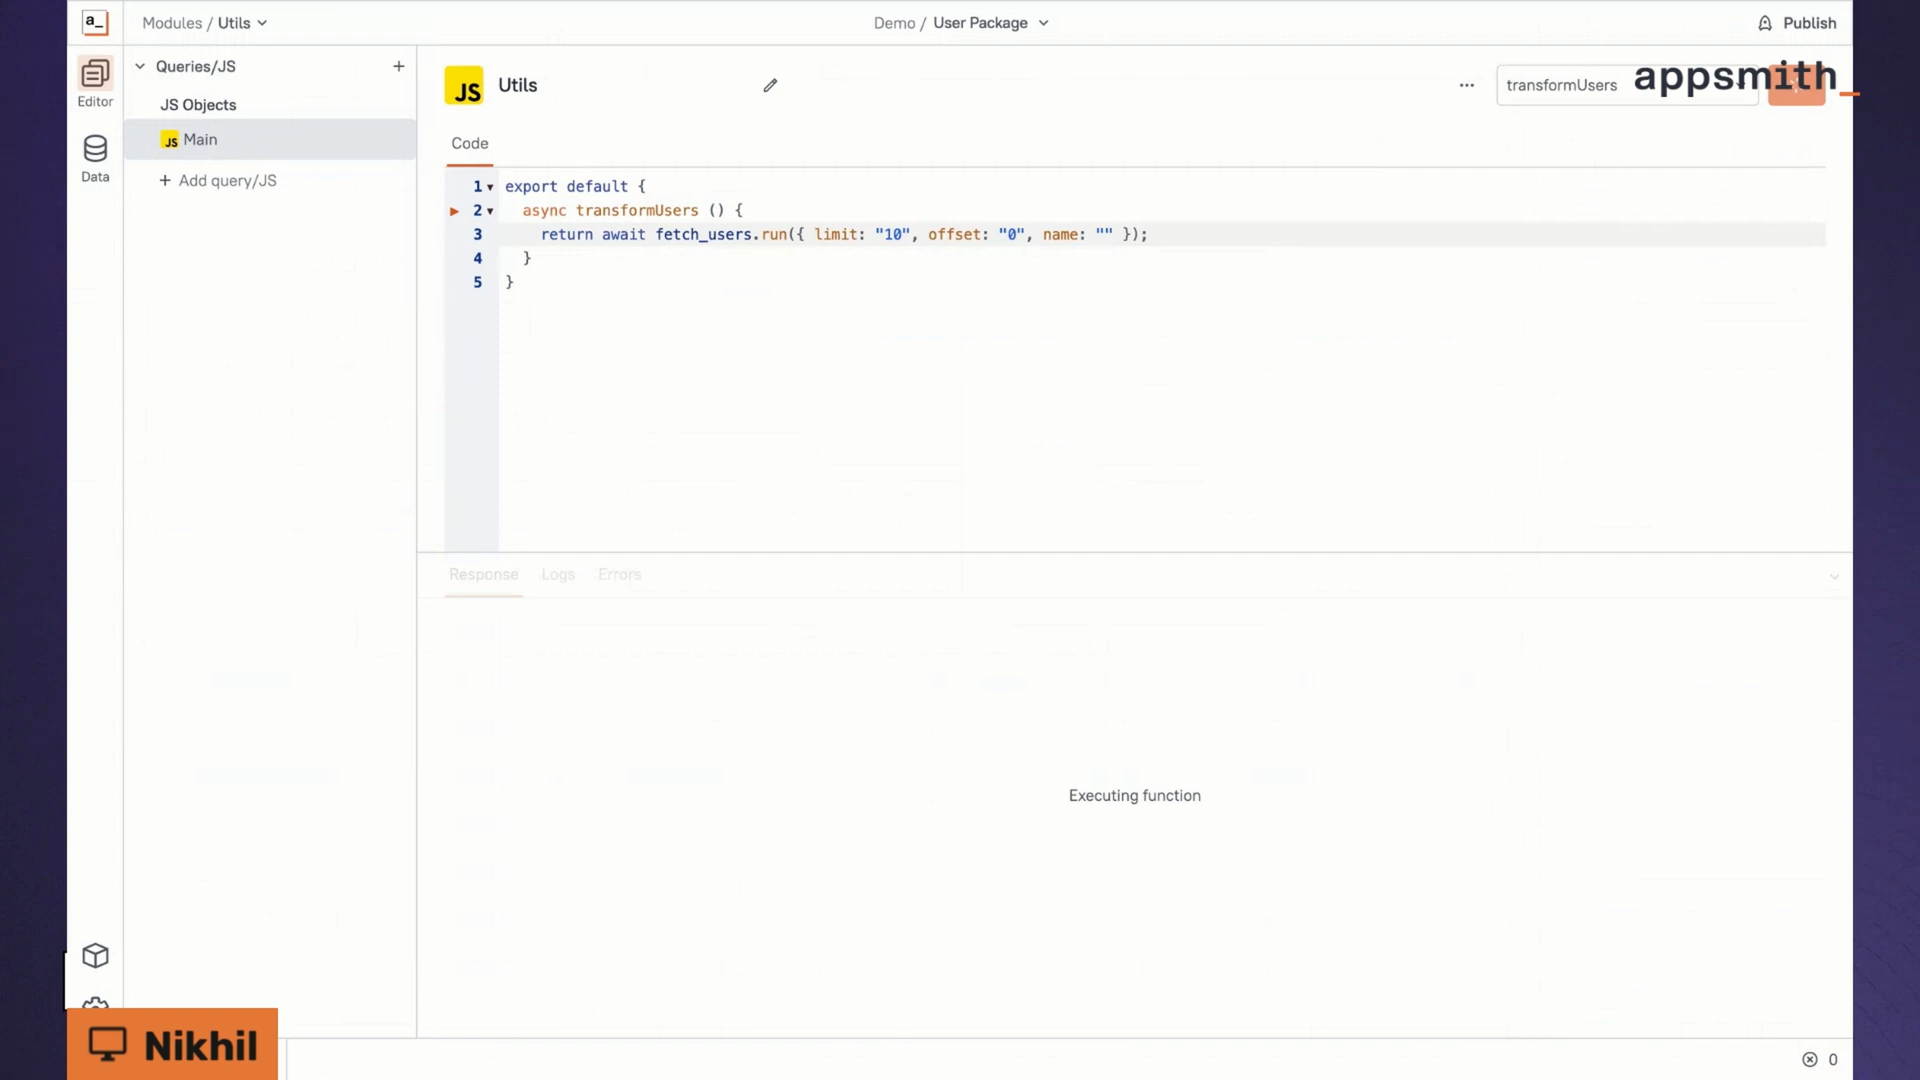 a_
Modules / Utils
Demo / User Package
Publish
Editor
Data
Queries/JS
JS Objects
JS Main
Add query/JS
JS Utils
transformUsers
appsmith_
Code
1 export default {
2 async transformUsers () {
3 return await fetch_users.run({ limit: "10", offset: "0", name: "" });
4 }
5 }
Response Logs Errors
Executing function
Nikhil
0